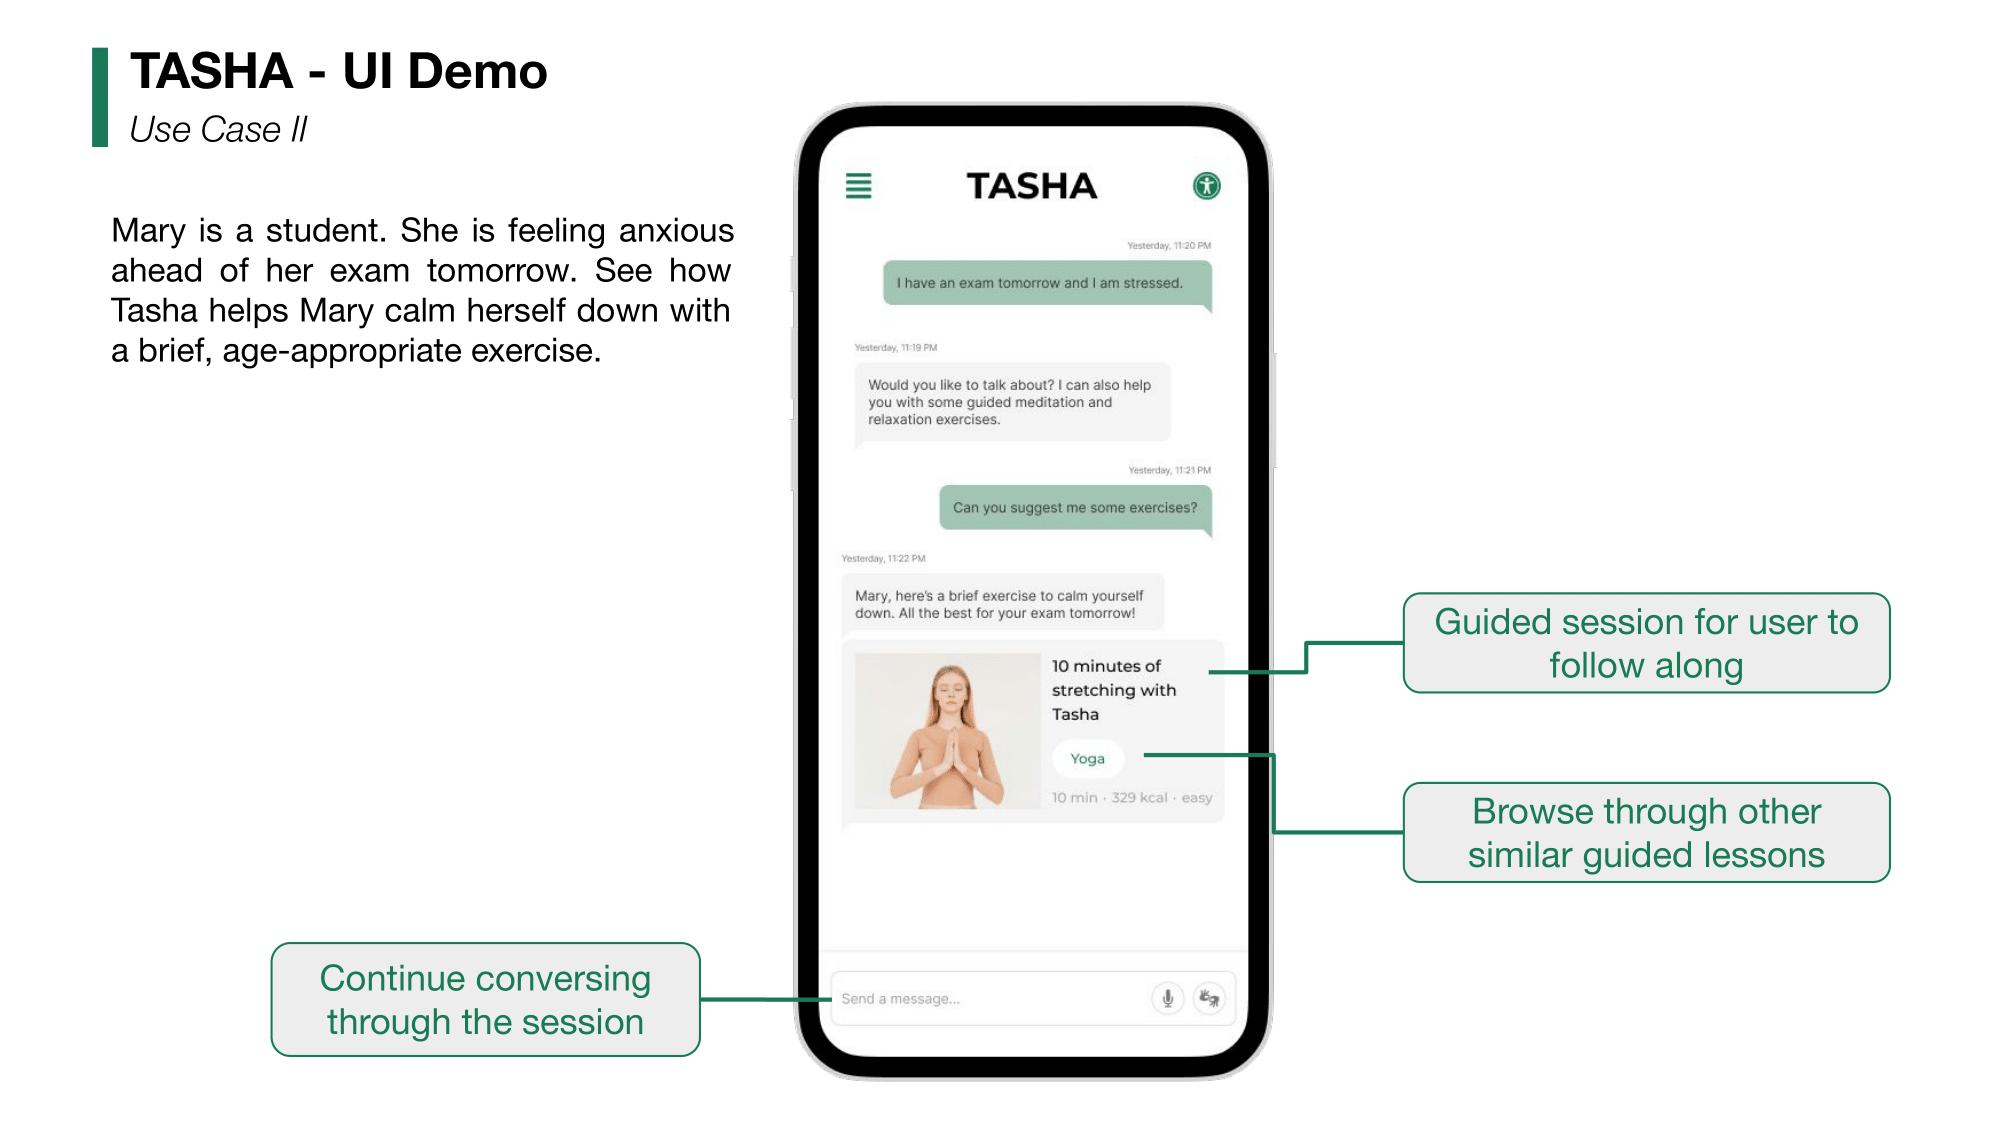 TASHA - UI Demo
Use Case II
Mary is a student. She is feeling anxious
ahead of her exam tomorrow. See how
Tasha helps Mary calm herself down with
a brief, age-appropriate exercise.
TASHA
Yesterday, 11:20 PM
I have an exam tomorrow and I am stressed.
Yesterday, 11:19 PM
Would you like to talk about? I can also help
you with some guided meditation and
relaxation exercises.
Yesterday, 11:21 PM
Can you suggest me some exercises?
Yesterday, 11:22 PM
Mary, here's a brief exercise to calm yourself
down. All the best for your exam tomorrow!
10 minutes of
stretching with
Tasha
Yoga
10 min · 329 kcal · easy
Send a message...
Guided session for user to
follow along
Browse through other
similar guided lessons
Continue conversing
through the session